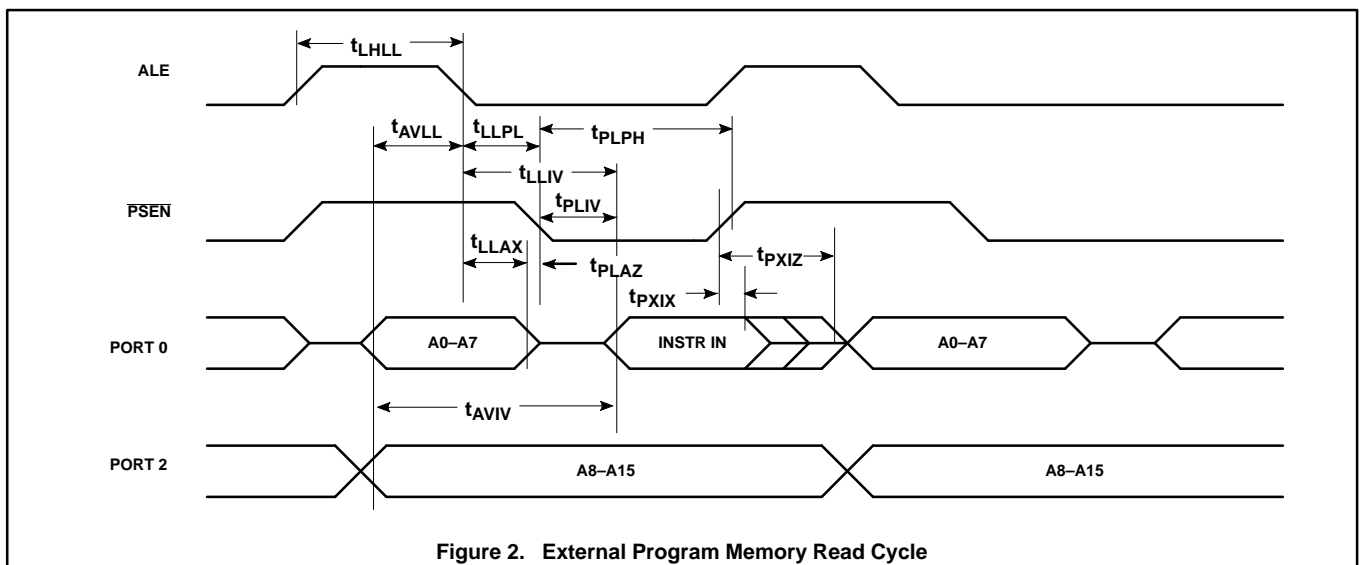 tLHLL
ALE
tAVLL
tLLPL
tPLPH
tLLIV
PSEN
tPLIV
tLLAX
tPLAZ
tPXIZ
tPXIX
PORT 0
A0–A7
INSTR IN
A0–A7
tAVIV
PORT 2
A8–A15
A8–A15
Figure 2. External Program Memory Read Cycle